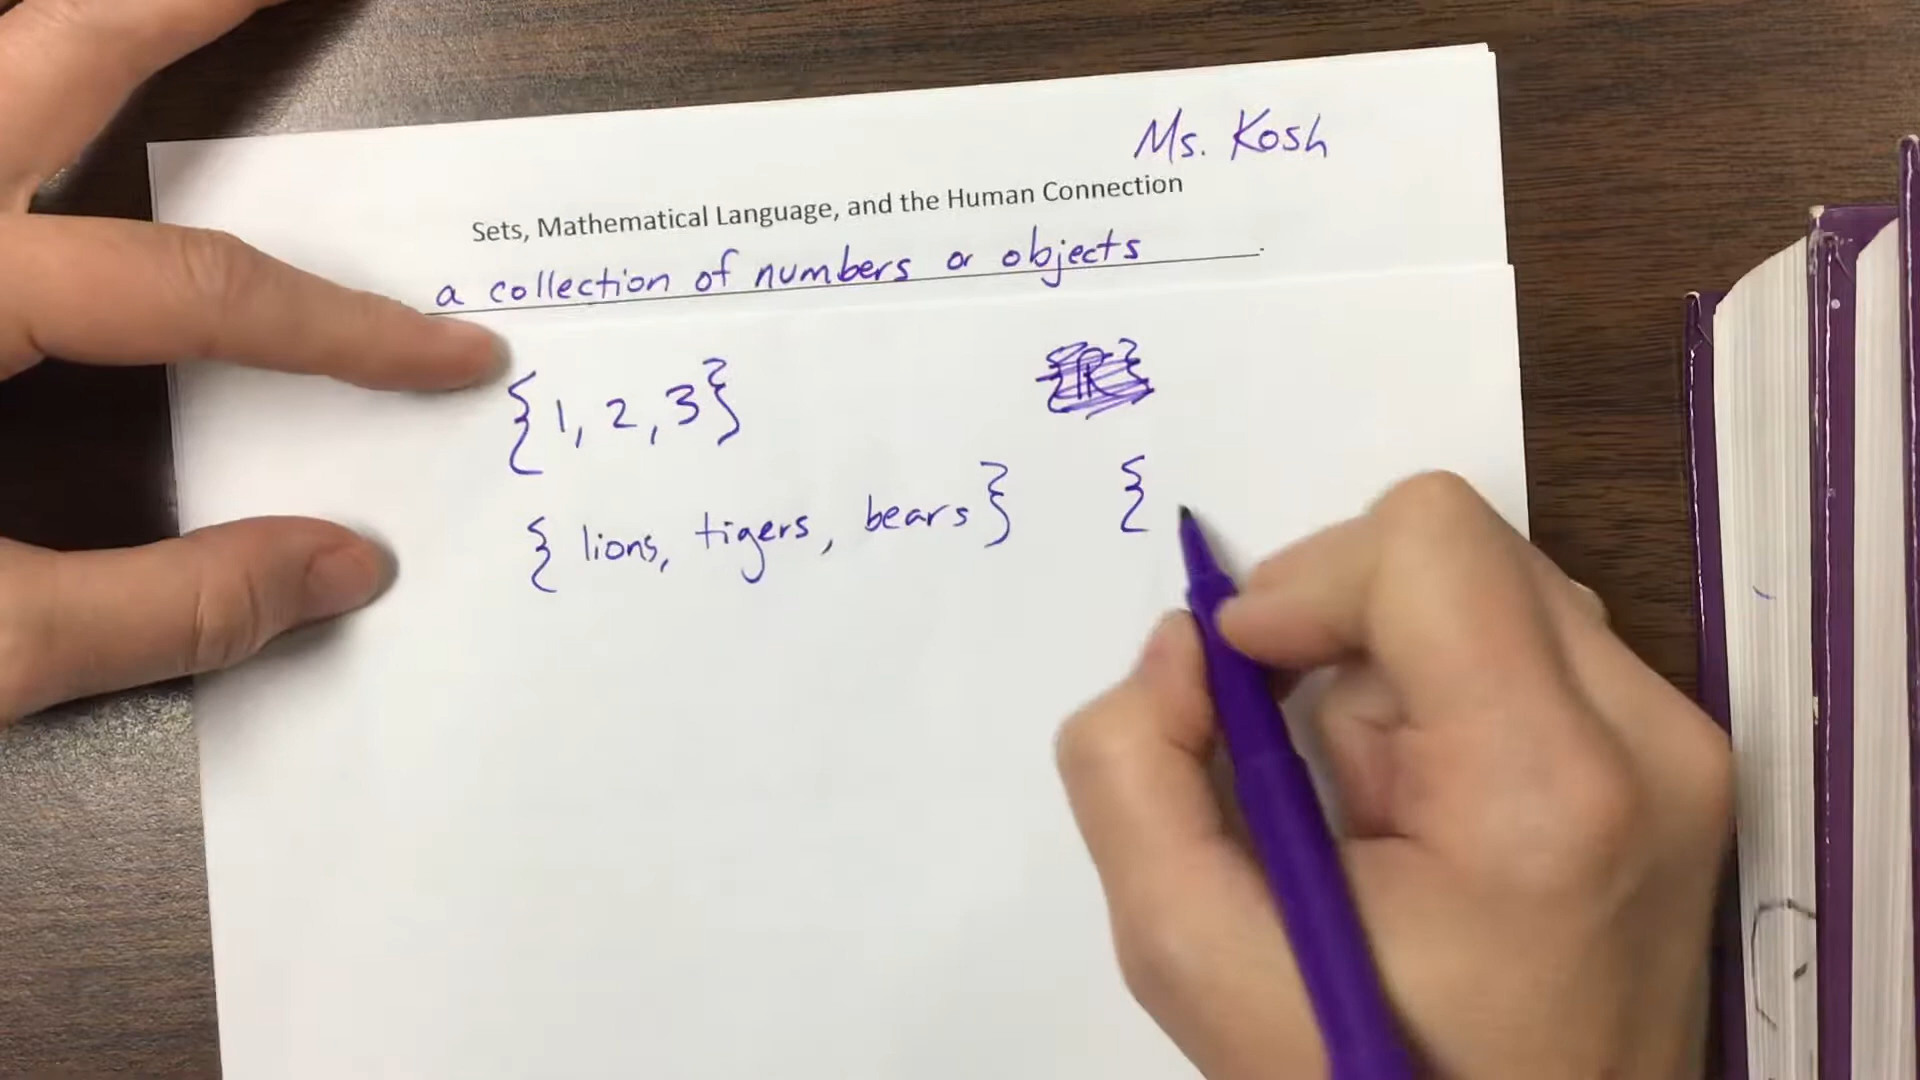 Ms. Kosh
Sets, Mathematical Language, and the Human Connection
a collection of numbers or objects.
{1, 2, 3}
{ lions, tigers, bears} {